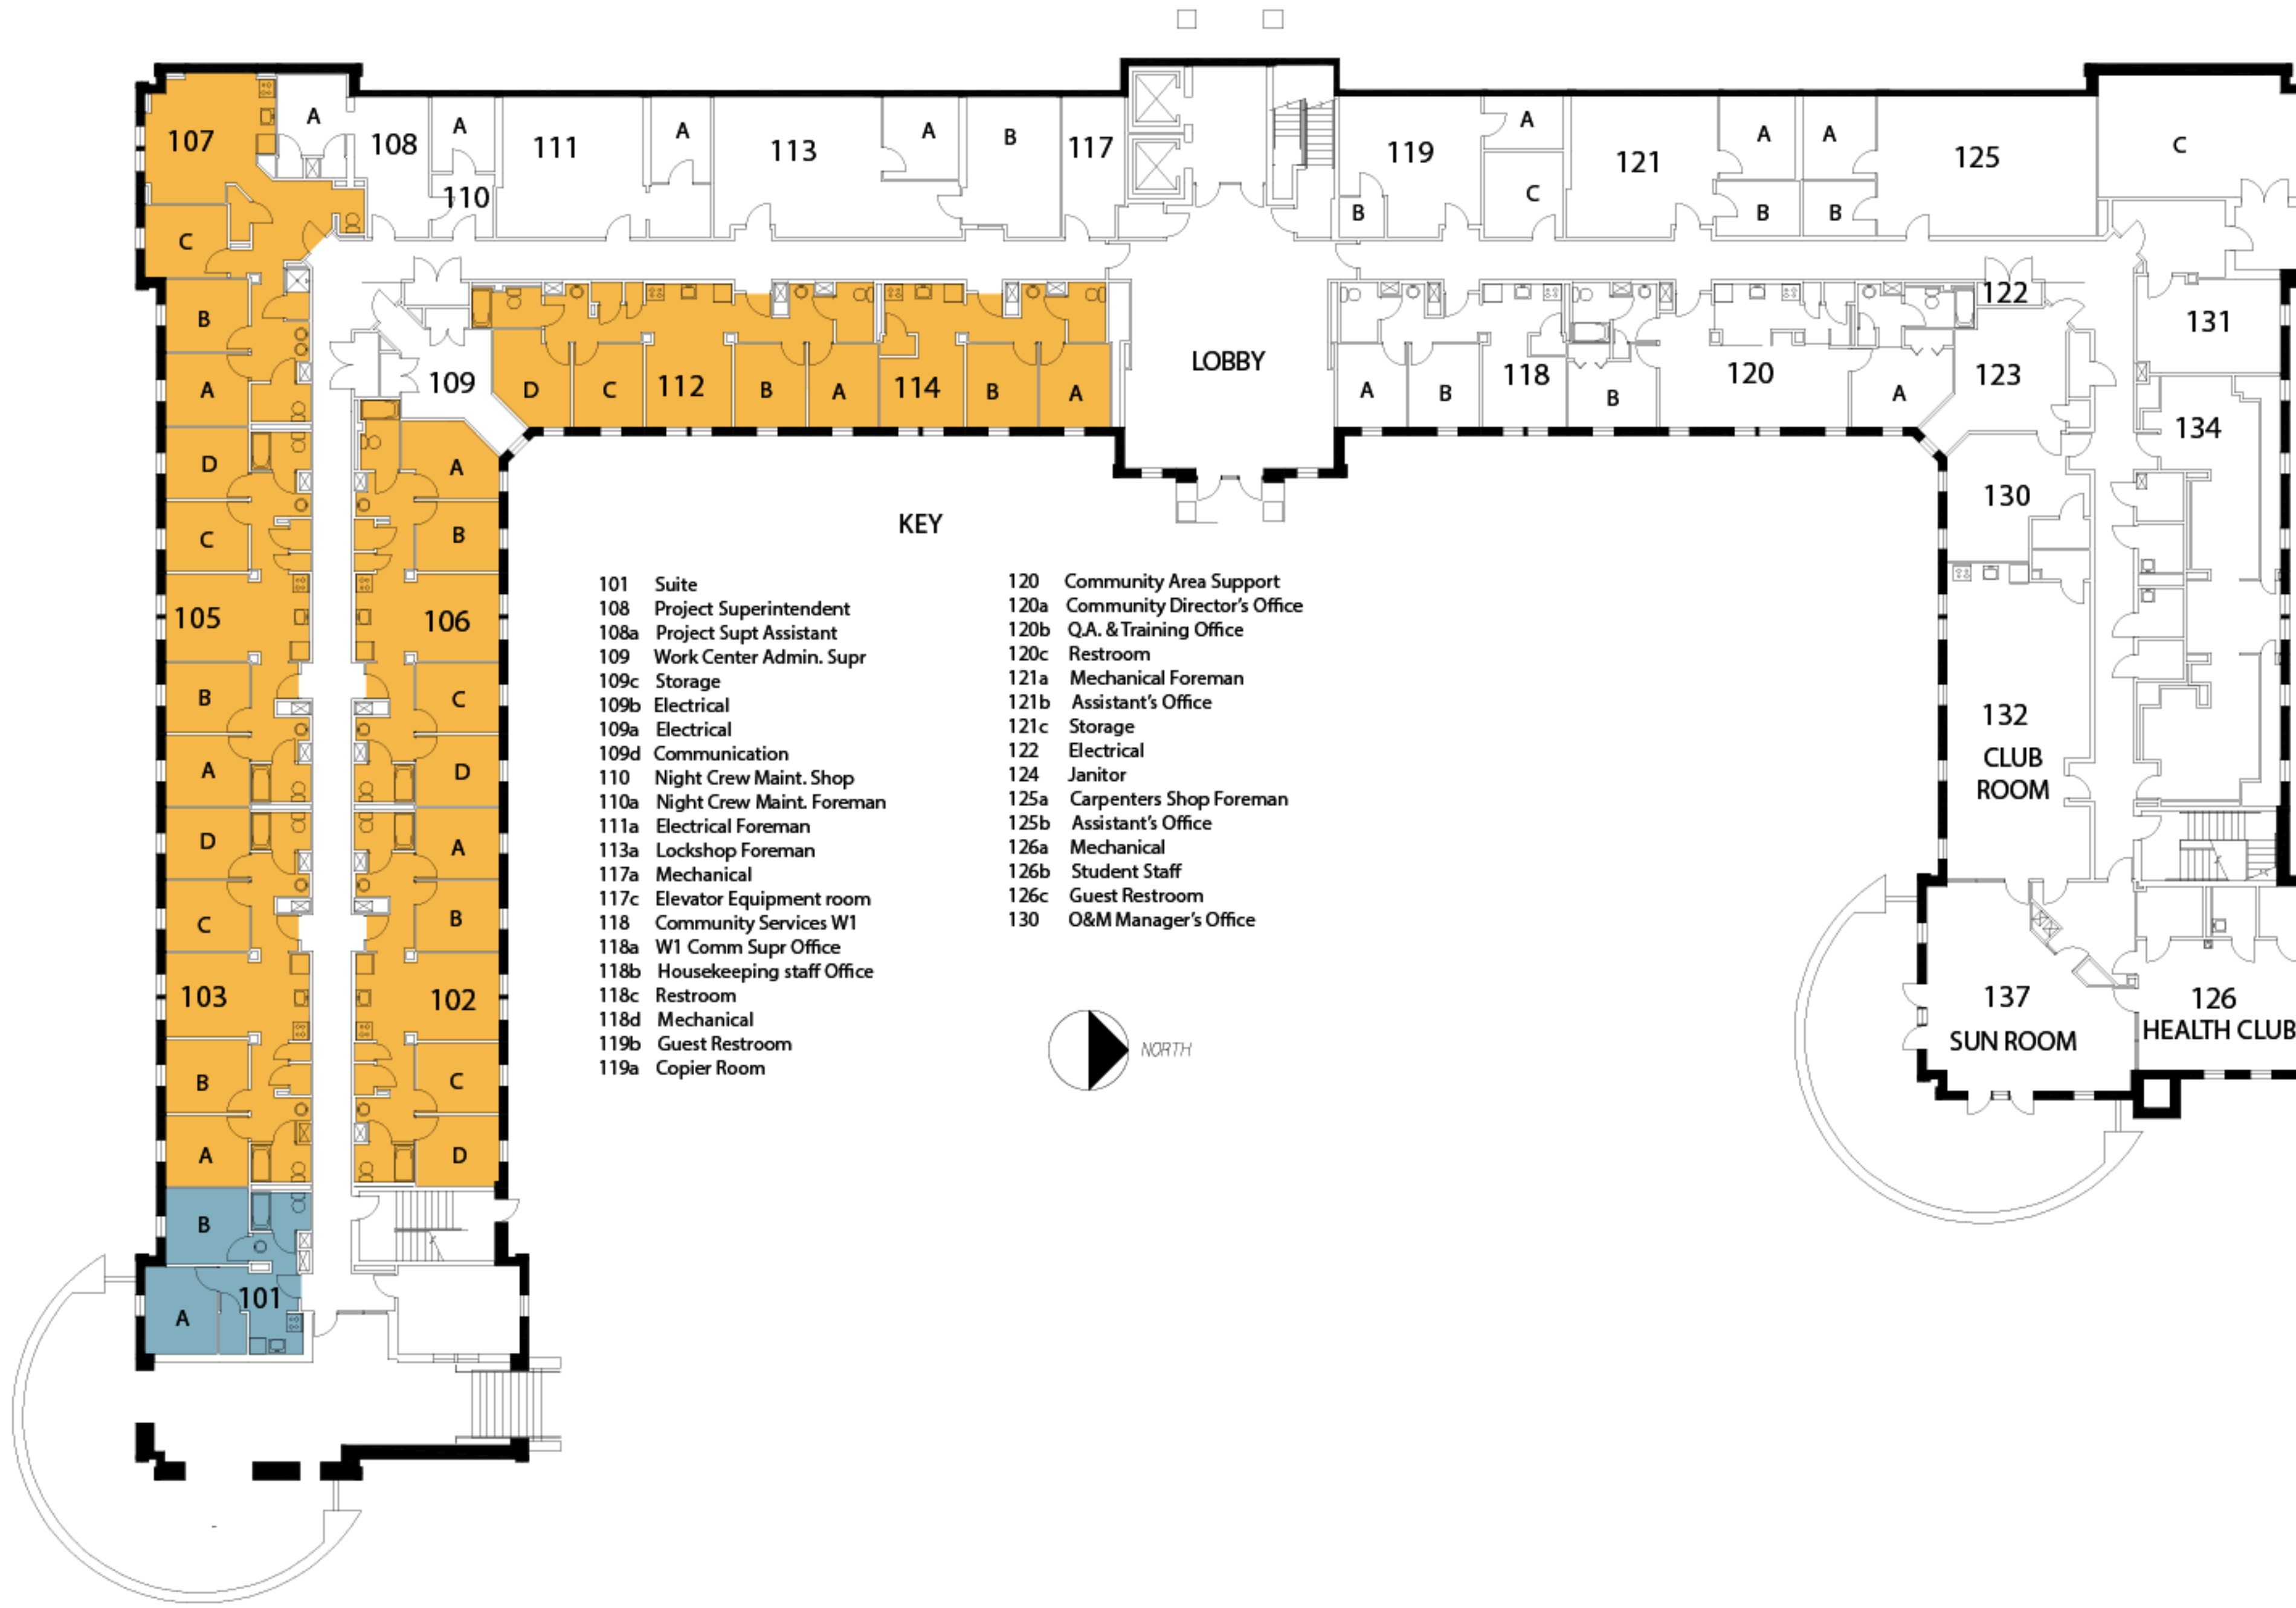 107
A
108
A
110
111
A
113
A
B
117
119
A
B
C
121
A
B
A
B
125
C
C
B
A
D
C
105
B
A
D
C
103
B
A
B
A
101
109
D
C
112
B
A
114
B
A
LOBBY
A
B
118
B
120
A
122
123
131
134
130
A
B
106
C
D
A
B
102
C
D
132
CLUB
ROOM
137
SUN ROOM
126
HEALTH CLUB
KEY
101 Suite
108 Project Superintendent
108a Project Supt Assistant
109 Work Center Admin. Supr
109c Storage
109b Electrical
109a Electrical
109d Communication
110 Night Crew Maint. Shop
110a Night Crew Maint. Foreman
111a Electrical Foreman
113a Lockshop Foreman
117a Mechanical
117c Elevator Equipment room
118 Community Services W1
118a W1 Comm Supr Office
118b Housekeeping staff Office
118c Restroom
118d Mechanical
119b Guest Restroom
119a Copier Room
120 Community Area Support
120a Community Director's Office
120b Q.A. & Training Office
120c Restroom
121a Mechanical Foreman
121b Assistant's Office
121c Storage
122 Electrical
124 Janitor
125a Carpenters Shop Foreman
125b Assistant's Office
126a Mechanical
126b Student Staff
126c Guest Restroom
130 O&M Manager's Office
NORTH